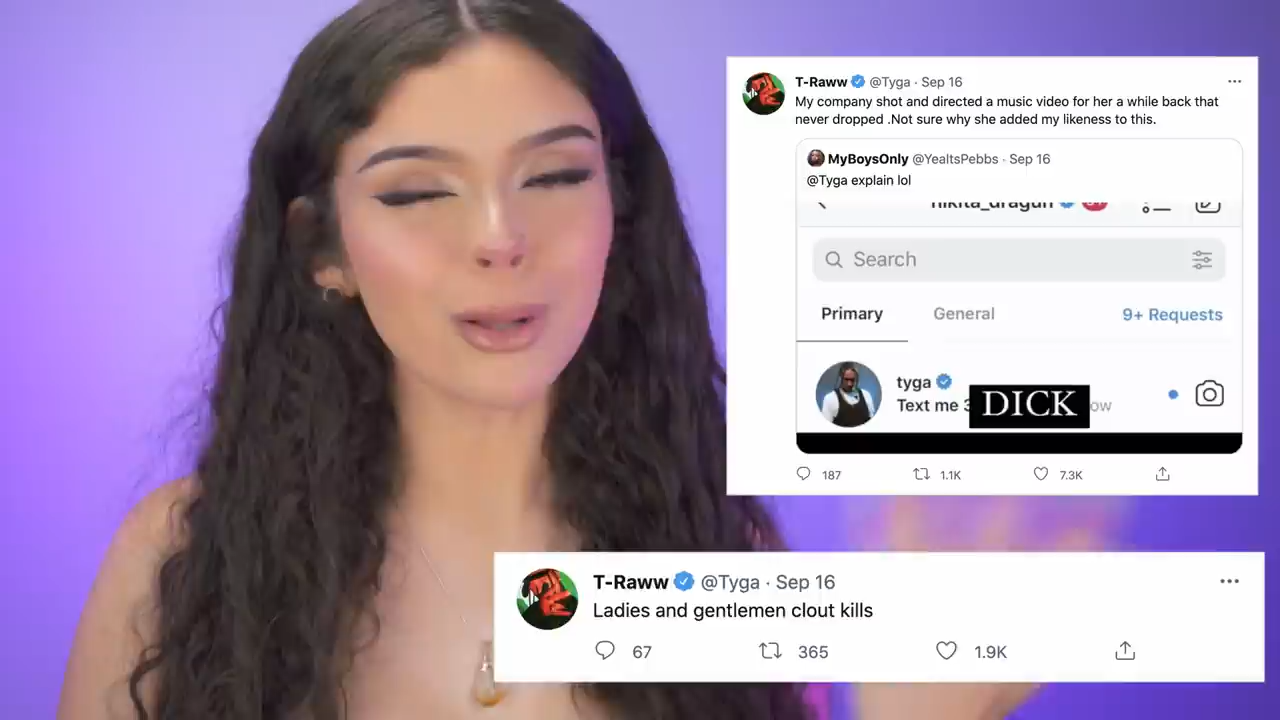 T-Raww @Tyga · Sep 16
My company shot and directed a music video for her a while back that
never dropped .Not sure why she added my likeness to this.
MyBoysOnly @YeaItsPebbs · Sep 16
@Tyga explain lol
nikita_dragun
Search
Primary General 9+ Requests
tyga
Text me DICK
187 1.1K 7.3K
T-Raww @Tyga · Sep 16
Ladies and gentlemen clout kills
67 365 1.9K